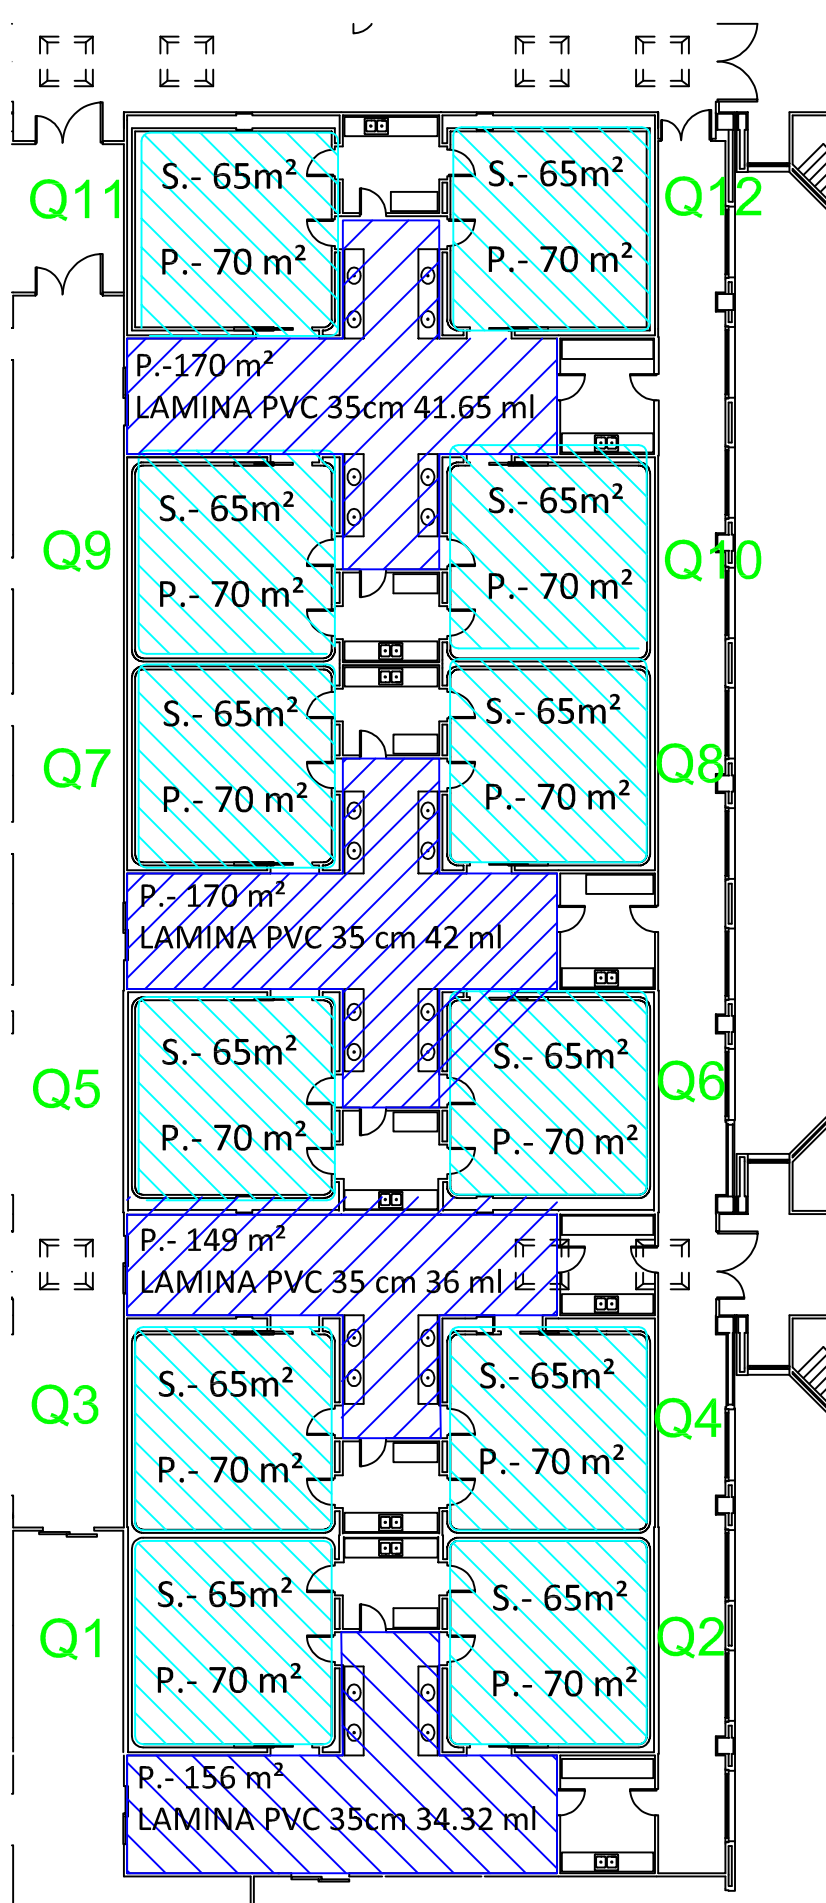 Q11
S.- 65m²
P.- 70 m²
S.- 65m²
P.- 70 m²
Q12
P.-170 m²
LAMINA PVC 35cm 41.65 ml
Q9
S.- 65m²
P.- 70 m²
S.- 65m²
P.- 70 m²
Q10
Q7
S.- 65m²
P.- 70 m²
S.- 65m²
P.- 70 m²
Q8
P.- 170 m²
LAMINA PVC 35 cm 42 ml
Q5
S.- 65m²
P.- 70 m²
S.- 65m²
P.- 70 m²
Q6
P.- 149 m²
LAMINA PVC 35 cm 36 ml
Q3
S.- 65m²
P.- 70 m²
S.- 65m²
P.- 70 m²
Q4
Q1
S.- 65m²
P.- 70 m²
S.- 65m²
P.- 70 m²
Q2
P.- 156 m²
LAMINA PVC 35cm 34.32 ml